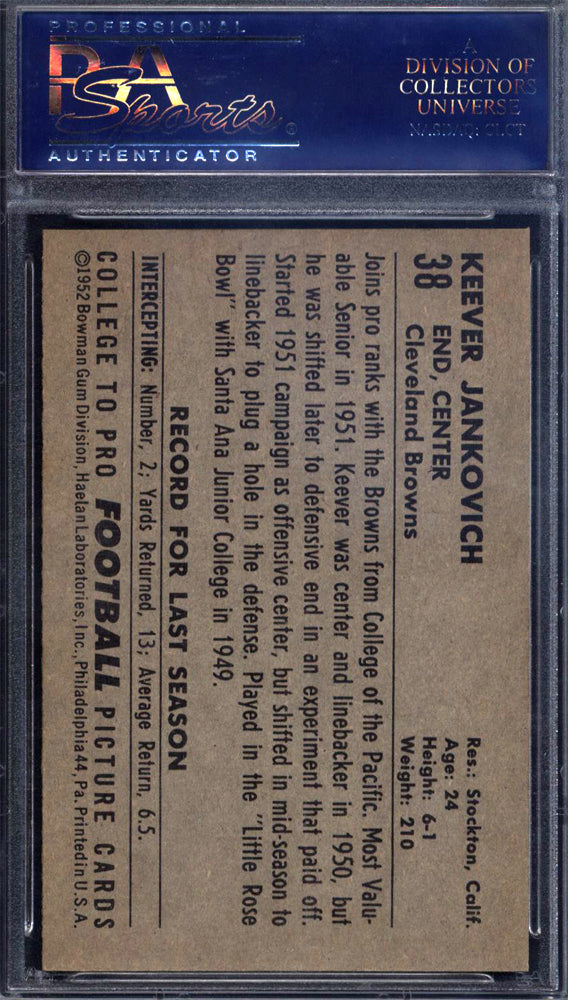 PROFESSIONAL
PSA
Sports®
AUTHENTICATOR
A
DIVISION OF
COLLECTORS
UNIVERSE
NASDAQ: CLCT
KEEVER JANKOVICH
38 END, CENTER
Cleveland Browns
Res.: Stockton, Calif.
Age: 24
Height: 6-1
Weight: 210
Joins pro ranks with the Browns from College of the Pacific. Most Valu-
able Senior in 1951. Keever was center and linebacker in 1950, but
he was shifted later to defensive end in an experiment that paid off.
Started 1951 campaign as offensive center, but shifted in mid-season to
linebacker to plug a hole in the defense. Played in the "Little Rose
Bowl" with Santa Ana Junior College in 1949.
RECORD FOR LAST SEASON
INTERCEPTING: Number, 2; Yards Returned, 13; Average Return, 6.5.
COLLEGE TO PRO FOOTBALL PICTURE CARDS
©1952 Bowman Gum Division, Haelan Laboratories, Inc., Philadelphia 44, Pa. Printed in U.S.A.